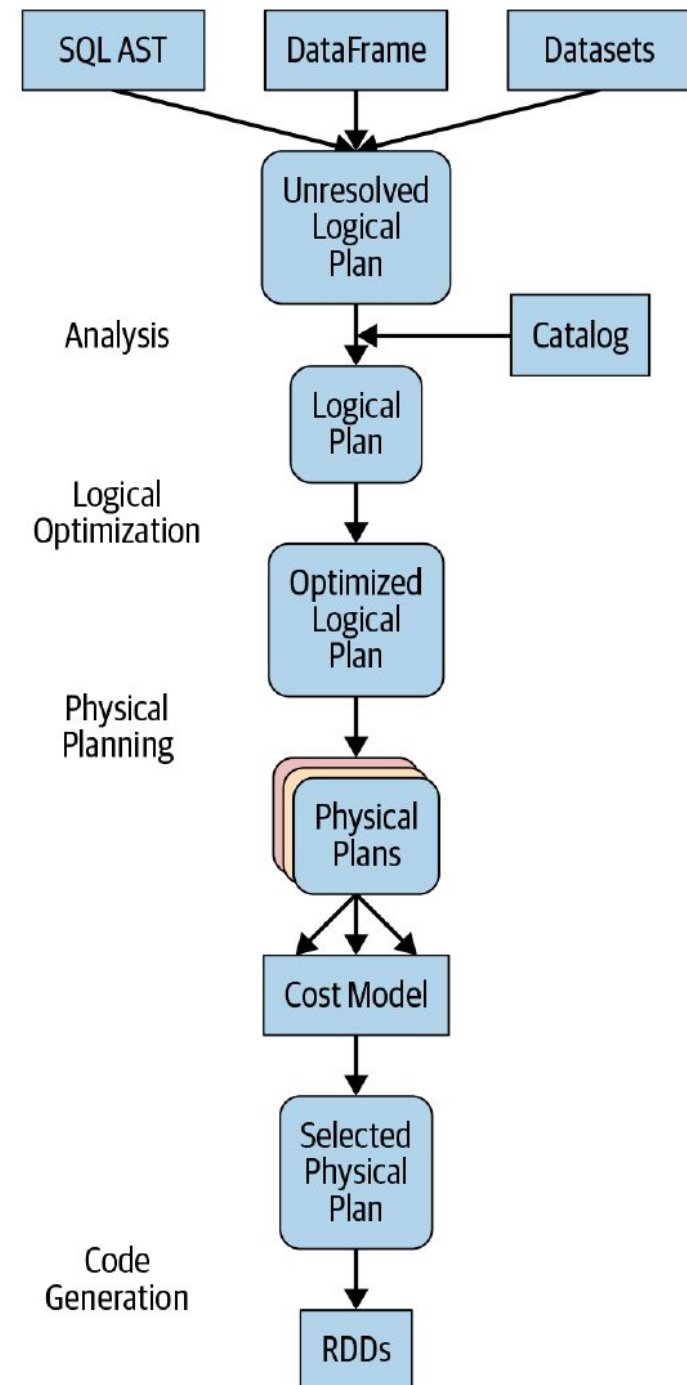 SQL AST
DataFrame
Datasets
Unresolved
Logical
Plan
Analysis
Catalog
Logical
Plan
Logical
Optimization
Optimized
Logical
Plan
Physical
Planning
Physical
Plans
Cost Model
Selected
Physical
Plan
Code
Generation
RDDs